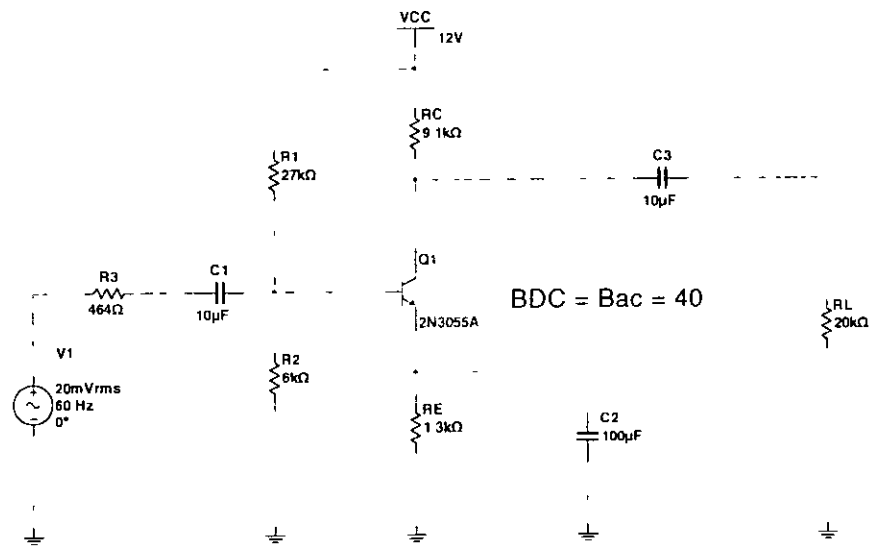 VCC
12V
RC
9 1kΩ
R1
27kΩ
C3
10µF
Q1
R3
464Ω
C1
10µF
BDC = Bac = 40
2N3055A
RL
20kΩ
V1
20mVrms
60 Hz
0°
R2
6kΩ
RE
1 3kΩ
C2
100µF